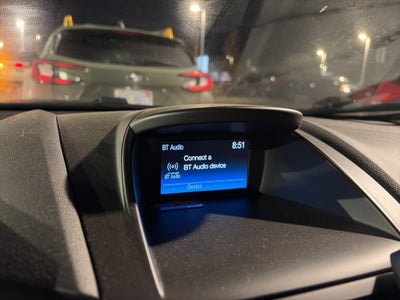 BT Audio 8:51
Connect a
BT Audio device
BT Audio
Device